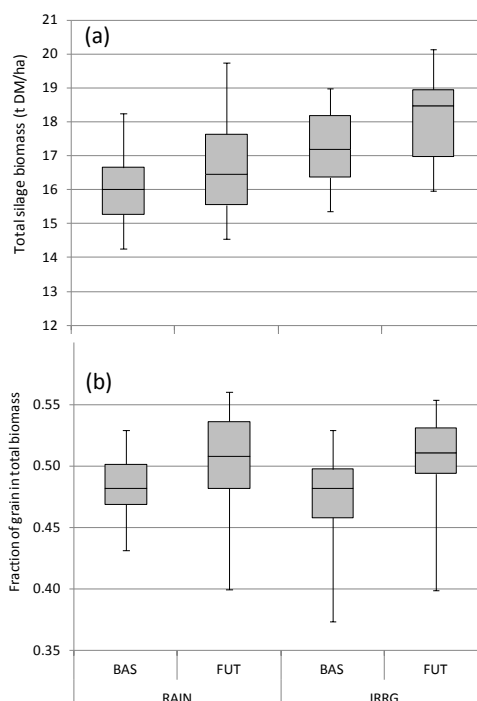 (a)
Total silage biomass (t DM/ha)
21
20
19
18
17
16
15
14
13
12
(b)
Fraction of grain in total biomass
0.55
0.50
0.45
0.40
0.35
BAS FUT BAS FUT
RAIN IRRG